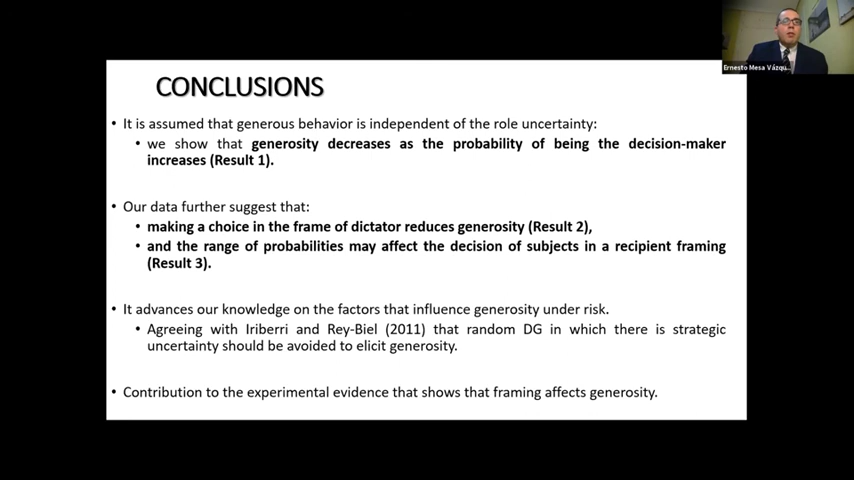 Ernesto Mesa Vázqu...
CONCLUSIONS
• It is assumed that generous behavior is independent of the role uncertainty:
• we show that generosity decreases as the probability of being the decision-maker
increases (Result 1).
• Our data further suggest that:
• making a choice in the frame of dictator reduces generosity (Result 2),
• and the range of probabilities may affect the decision of subjects in a recipient framing
(Result 3).
• It advances our knowledge on the factors that influence generosity under risk.
• Agreeing with Iriberri and Rey-Biel (2011) that random DG in which there is strategic
uncertainty should be avoided to elicit generosity.
• Contribution to the experimental evidence that shows that framing affects generosity.